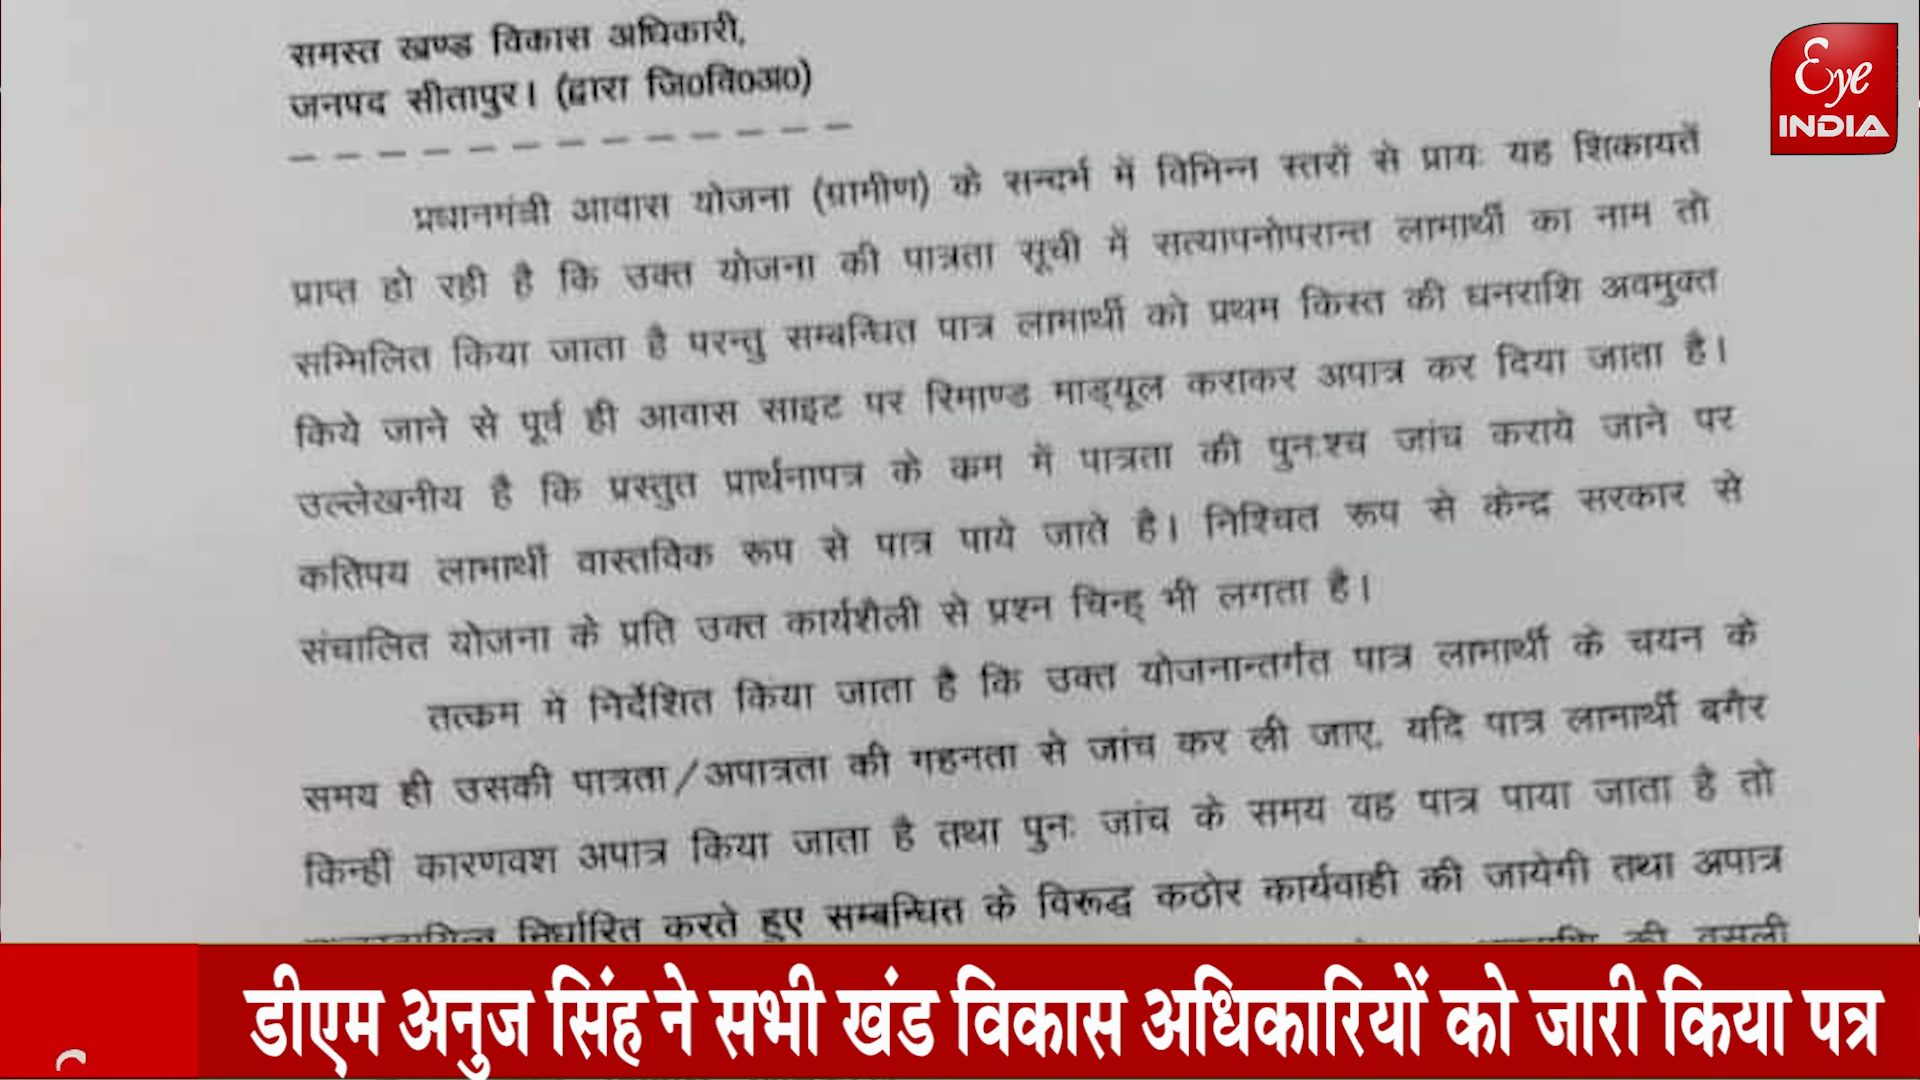 समस्त खण्ड विकास अधिकारी,
जनपद सीतापुर। (द्वारा जि0वि0अ0)
Eye
INDIA
प्रधानमंत्री आवास योजना (ग्रामीण) के सन्दर्भ में विभिन्न स्तरों से प्रायः यह शिकायतें
प्राप्त हो रही है कि उक्त योजना की पात्रता सूची में सत्यापनोपरान्त लाभार्थी का नाम तो
सम्मिलित किया जाता है परन्तु सम्बन्धित पात्र लाभार्थी को प्रथम किस्त की धनराशि अवमुक्त
किये जाने से पूर्व ही आवास साइट पर रिमाण्ड माड्यूल कराकर अपात्र कर दिया जाता है।
उल्लेखनीय है कि प्रस्तुत प्रार्थनापत्र के कम में पात्रता की पुनःश्च जांच कराये जाने पर
कतिपय लाभार्थी वास्तविक रूप से पात्र पाये जाते है। निश्चित रूप से केन्द्र सरकार से
संचालित योजना के प्रति उक्त कार्यशैली से प्रश्न चिन्ह् भी लगता है।
तत्कम में निर्देशित किया जाता है कि उक्त योजनान्तर्गत पात्र लाभार्थी के चयन के
समय ही उसकी पात्रता/अपात्रता की गहनता से जांच कर ली जाए, यदि पात्र लाभार्थी बगैर
किन्हीं कारणवश अपात्र किया जाता है तथा पुनः जांच के समय यह पात्र पाया जाता है तो
निर्धारित करते हुए सम्बन्धित के विरूद्ध कठोर कार्यवाही की जायेगी तथा अपात्र
की वसूली
डीएम अनुज सिंह ने सभी खंड विकास अधिकारियों को जारी किया पत्र